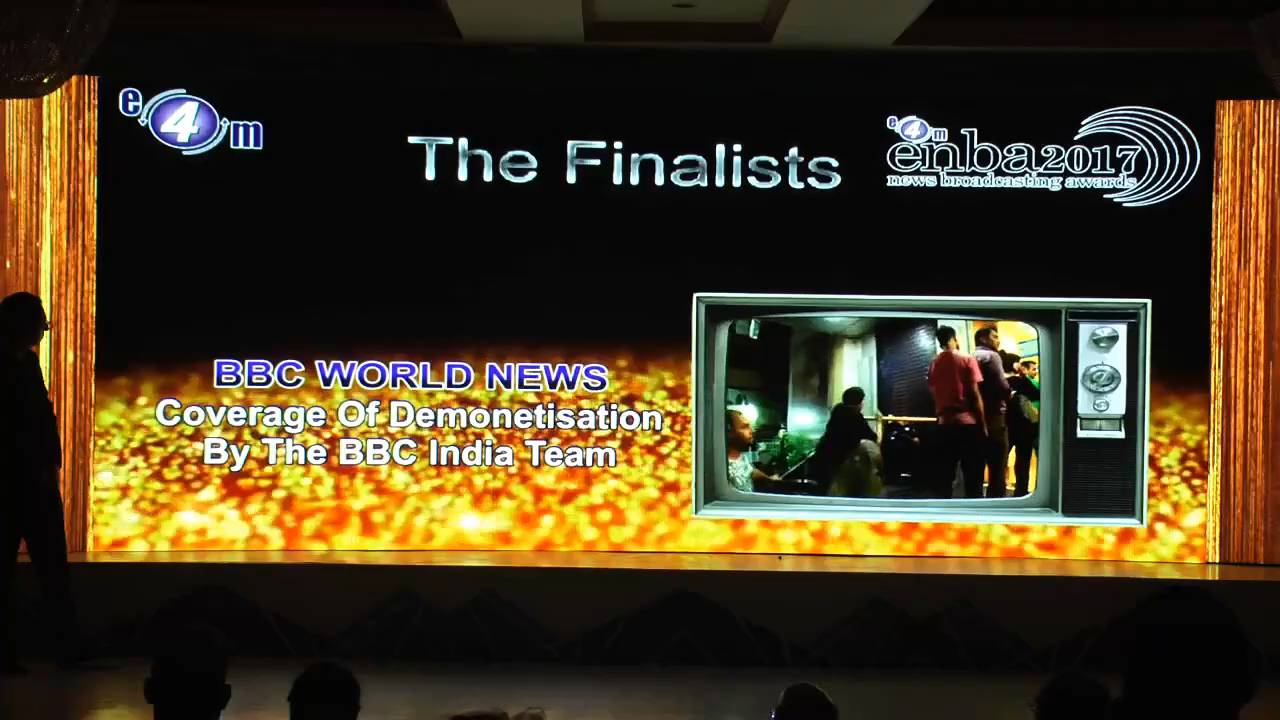 e4m
The Finalists
e4m
enba2017
news broadcasting awards
BBC WORLD NEWS
Coverage Of Demonetisation
By The BBC India Team